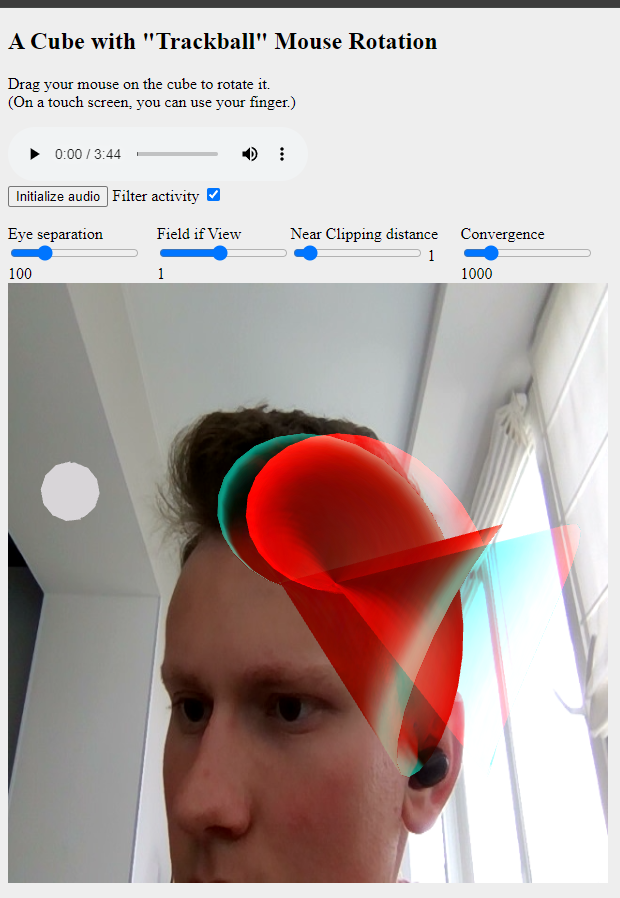 A Cube with "Trackball" Mouse Rotation
Drag your mouse on the cube to rotate it.
(On a touch screen, you can use your finger.)
0:00 / 3:44
Initialize audio Filter activity
Eye separation Field if View Near Clipping distance Convergence
1
100 1 1000